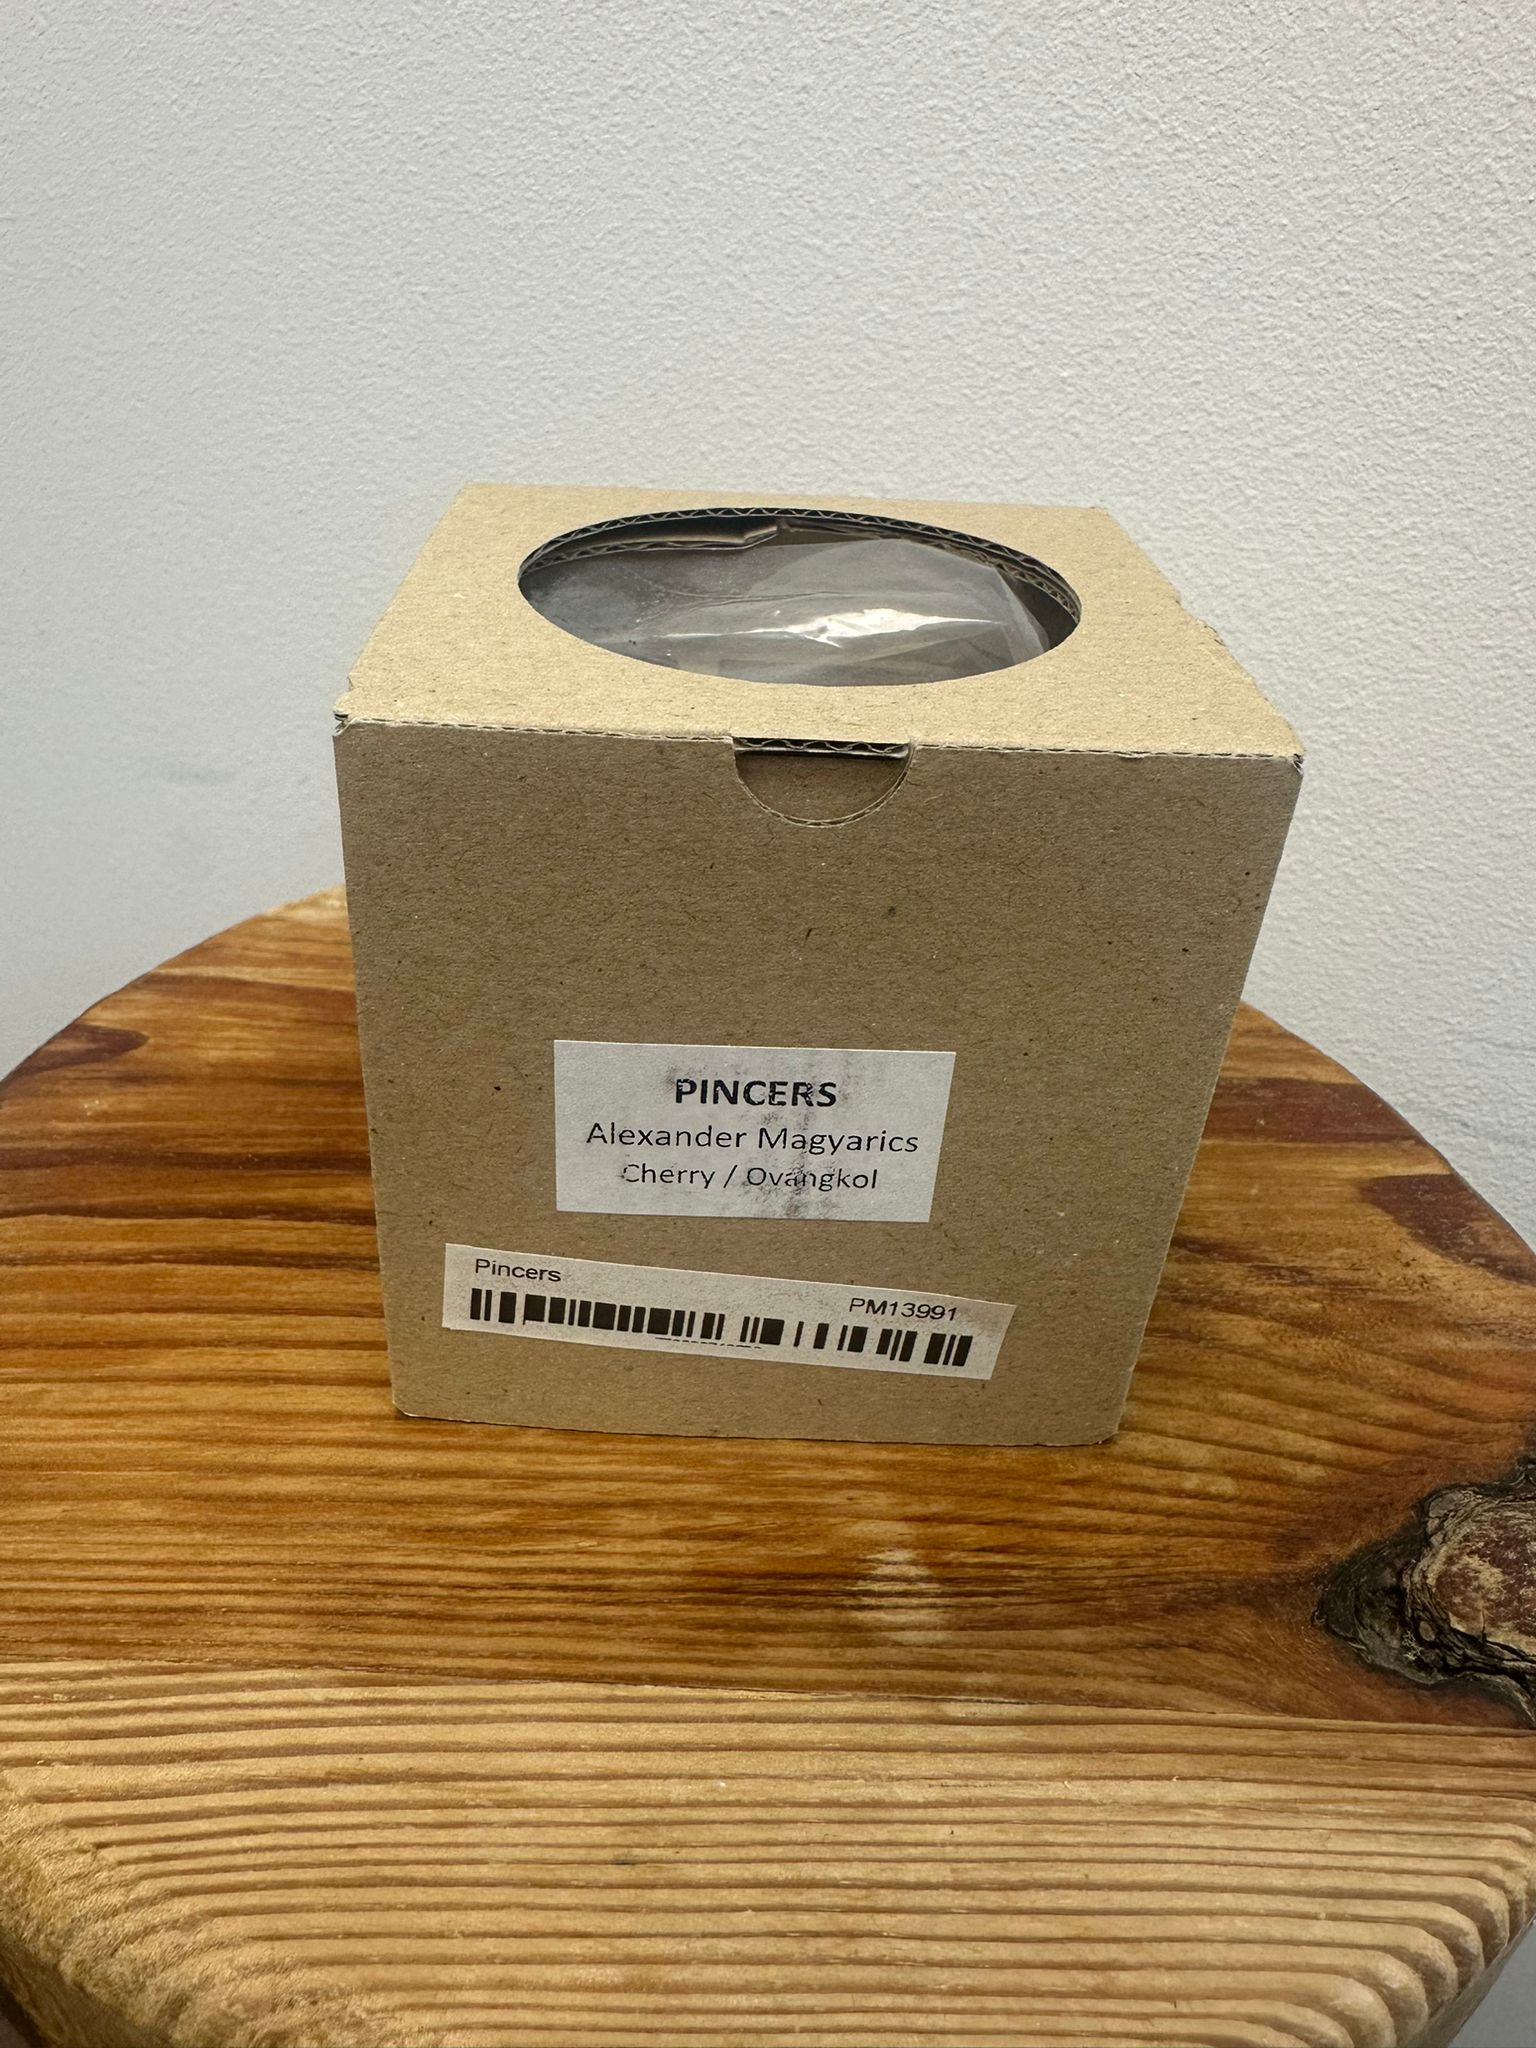 PINCERS
Alexander Magyarics
Cherry / Ovangkol
Pincers
PM13991